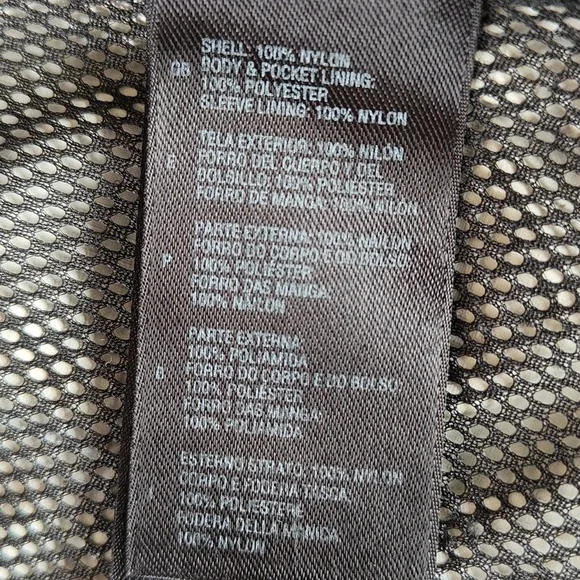 GB
SHELL: 100% NYLON
BODY & POCKET LINING:
100% POLYESTER
SLEEVE LINING: 100% NYLON
E
TELA EXTERIOR: 100% NILÓN
FORRO DEL CUERPO Y DEL
BOLSILLO: 100% POLIÉSTER
FORRO DE MANGA: 100% NILÓN
P
PARTE EXTERNA: 100% NAILON
FORRO DO CORPO E DO BOLSO:
100% POLIÉSTER
FORRO DAS MANGA:
100% NAILON
B
PARTE EXTERNA:
100% POLIAMIDA
FORRO DO CORPO E DO BOLSO:
100% POLIÉSTER
FORRO DAS MANGA:
100% POLIAMIDA
I
ESTERNO STRATO: 100% NYLON
CORPO E FODERA TASCA:
100% POLIESTERE
FODERA DELLA MANICA
100% NYLON